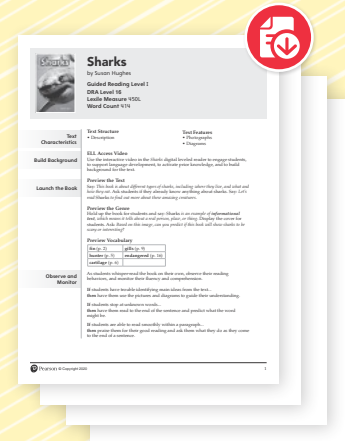 Sharks
Sharks
by Susan Hughes
Guided Reading Level I
DRA Level 16
Lexile Measure 450L
Word Count 414
Text
Characteristics
Text Structure
• Description
Text Features
• Photographs
• Diagrams
Build Background
ELL Access Video
Use the interactive video in the Sharks digital leveled reader to engage students,
to support language development, to activate prior knowledge, and to build
background for the text.
Launch the Book
Preview the Text
Say: This book is about different types of sharks, including where they live, and what and
how they eat. Ask students if they already know anything about sharks. Say: Let's
read Sharks to find out more about these amazing creatures.
Preview the Genre
Hold up the book for students and say: Sharks is an example of informational
text, which means it tells about a real person, place, or thing. Display the cover for
students. Ask: Based on this image, can you predict if this book will show sharks to be
scary or interesting?
Preview Vocabulary
fin (p. 2)
gills (p. 9)
hunter (p. 5)
endangered (p. 16)
cartilage (p. 6)
Observe and
Monitor
As students whisper-read the book on their own, observe their reading
behaviors, and monitor their fluency and comprehension.
If students have trouble identifying main ideas from the text...
then have them use the pictures and diagrams to guide their understanding.
If students stop at unknown words...
then have them read to the end of the sentence and predict what the word
might be.
If students are able to read smoothly within a paragraph...
then praise them for their good reading and ask them what they do as they come
to the end of a sentence.
Pearson © Copyright 2020
1